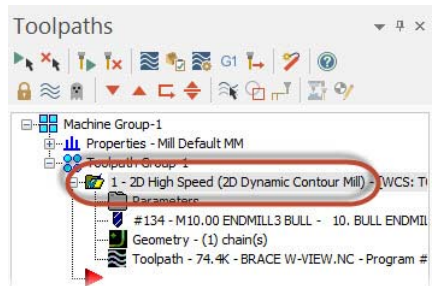 Toolpaths
G1
Machine Group-1
Properties - Mill Default MM
Toolpath Group-1
1 - 2D High Speed (2D Dynamic Contour Mill) - [WCS:
Parameters
#134 - M10.00 ENDMILL3 BULL - 10. BULL ENDMIL
Geometry - (1) chain(s)
Toolpath - 74.4K - BRACE W-VIEW.NC - Program #